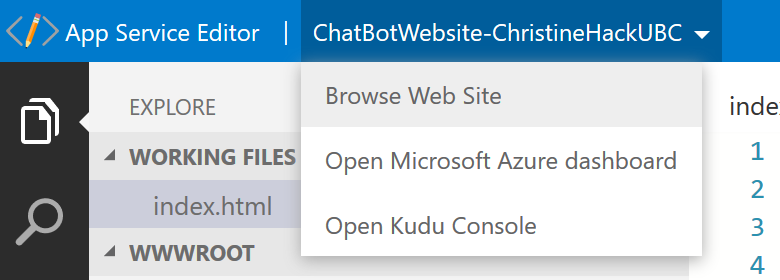 App Service Editor | ChatBotWebsite-ChristineHackUBC
EXPLORE
WORKING FILES
index.html
WWWROOT
Browse Web Site
Open Microsoft Azure dashboard
Open Kudu Console
inde
1
2
3
4